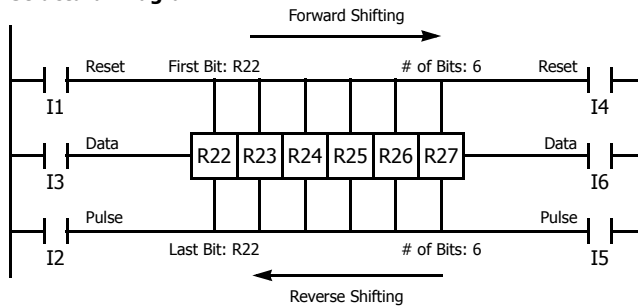 Forward Shifting
Reset First Bit: R22 # of Bits: 6 Reset
I1 I4
Data Data
R22 R23 R24 R25 R26 R27
I3 I6
Pulse Pulse
I2 Last Bit: R22 # of Bits: 6 I5
Reverse Shifting